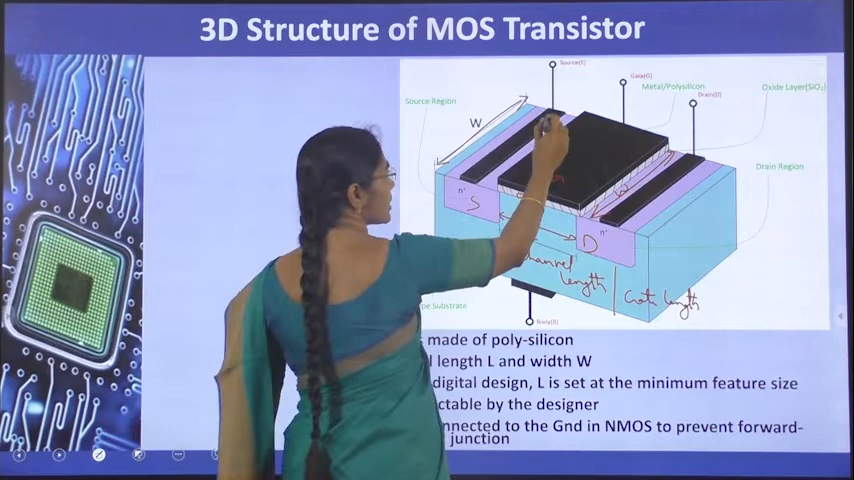 3D Structure of MOS Transistor
Source(S)
Gate(G)
Metal/Polysilicon
Oxide Layer(SiO2)
Drain(D)
Source Region
W
Drain Region
n+
S
D
n+
channel
length
Gate length
pe Substrate
Body(B)
made of poly-silicon
l length L and width W
digital design, L is set at the minimum feature size
ctable by the designer
nnected to the Gnd in NMOS to prevent forward-
junction